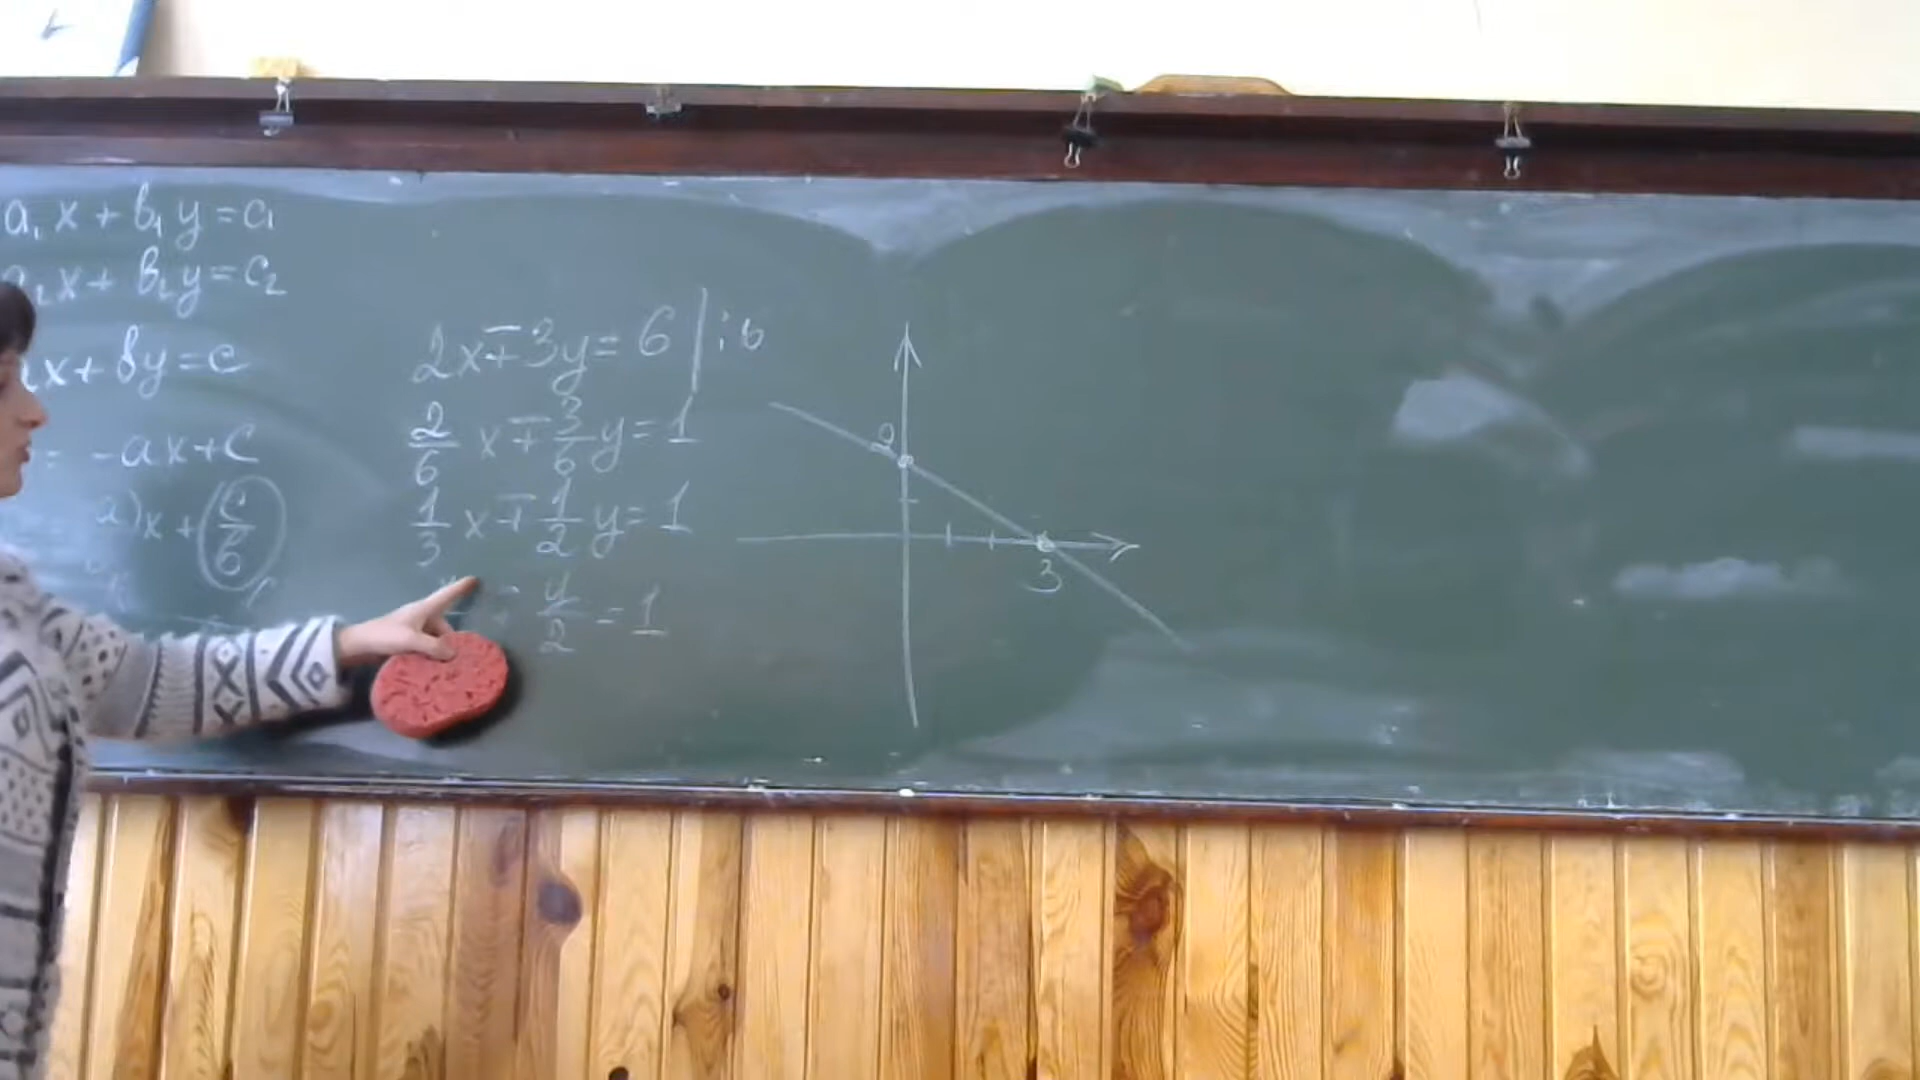 a₁x + b₁y = c₁
a₂x + b₂y = c₂
ax + by = c
= -ax + c
2x ∓ 3y = 6 | : 6
2/6 x ∓ 3/6 y = 1
1/3 x ∓ 1/2 y = 1
y/2 = 1
x + c/b
2
3